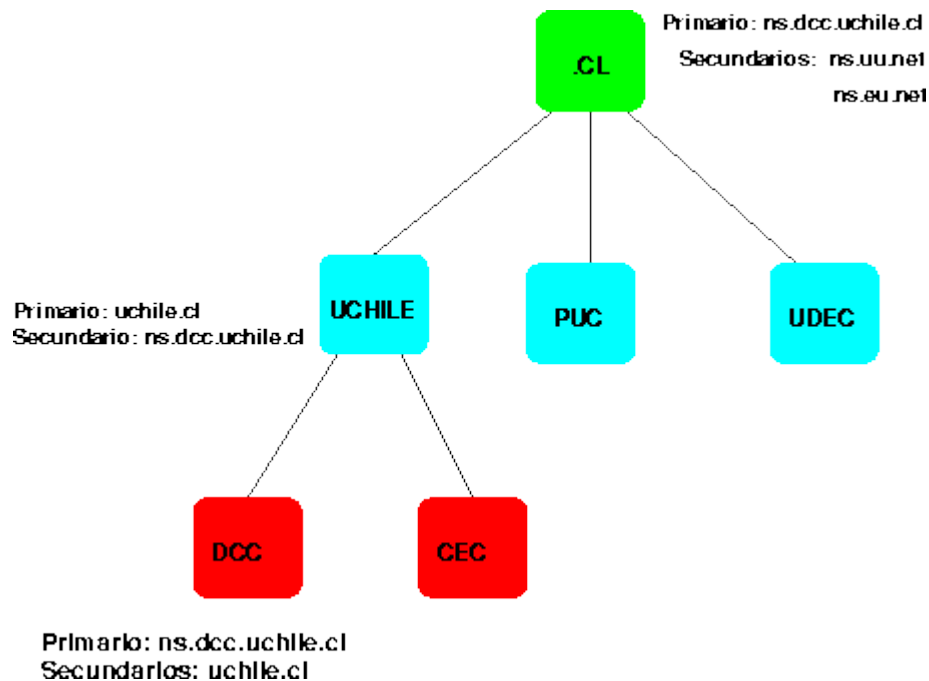 Primario: ns.dcc.uchile.cl
.CL
Secundarios: ns.uu.net
ns.eu.net
Primario: uchile.cl
Secundario: ns.dcc.uchile.cl
UCHILE
PUC
UDEC
DCC
CEC
Primario: ns.dcc.uchile.cl
Secundarios: uchile.cl